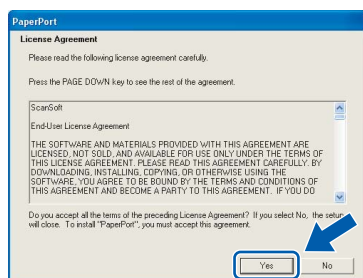 PaperPort
License Agreement
Please read the following license agreement carefully.
Press the PAGE DOWN key to see the rest of the agreement.
ScanSoft
End-User License Agreement
THE SOFTWARE AND MATERIALS PROVIDED WITH THIS AGREEMENT ARE
LICENSED, NOT SOLD, AND AVAILABLE FOR USE ONLY UNDER THE TERMS OF
THIS LICENSE AGREEMENT. PLEASE READ THIS AGREEMENT CAREFULLY. BY
DOWNLOADING, INSTALLING, COPYING, OR OTHERWISE USING THE
SOFTWARE, YOU AGREE TO BE BOUND BY THE TERMS AND CONDITIONS OF
THIS AGREEMENT AND BECOME A PARTY TO THIS AGREEMENT. IF YOU DO
Do you accept all the terms of the preceding License Agreement? If you select No, the setup
will close. To install "PaperPort", you must accept this agreement.
Yes No